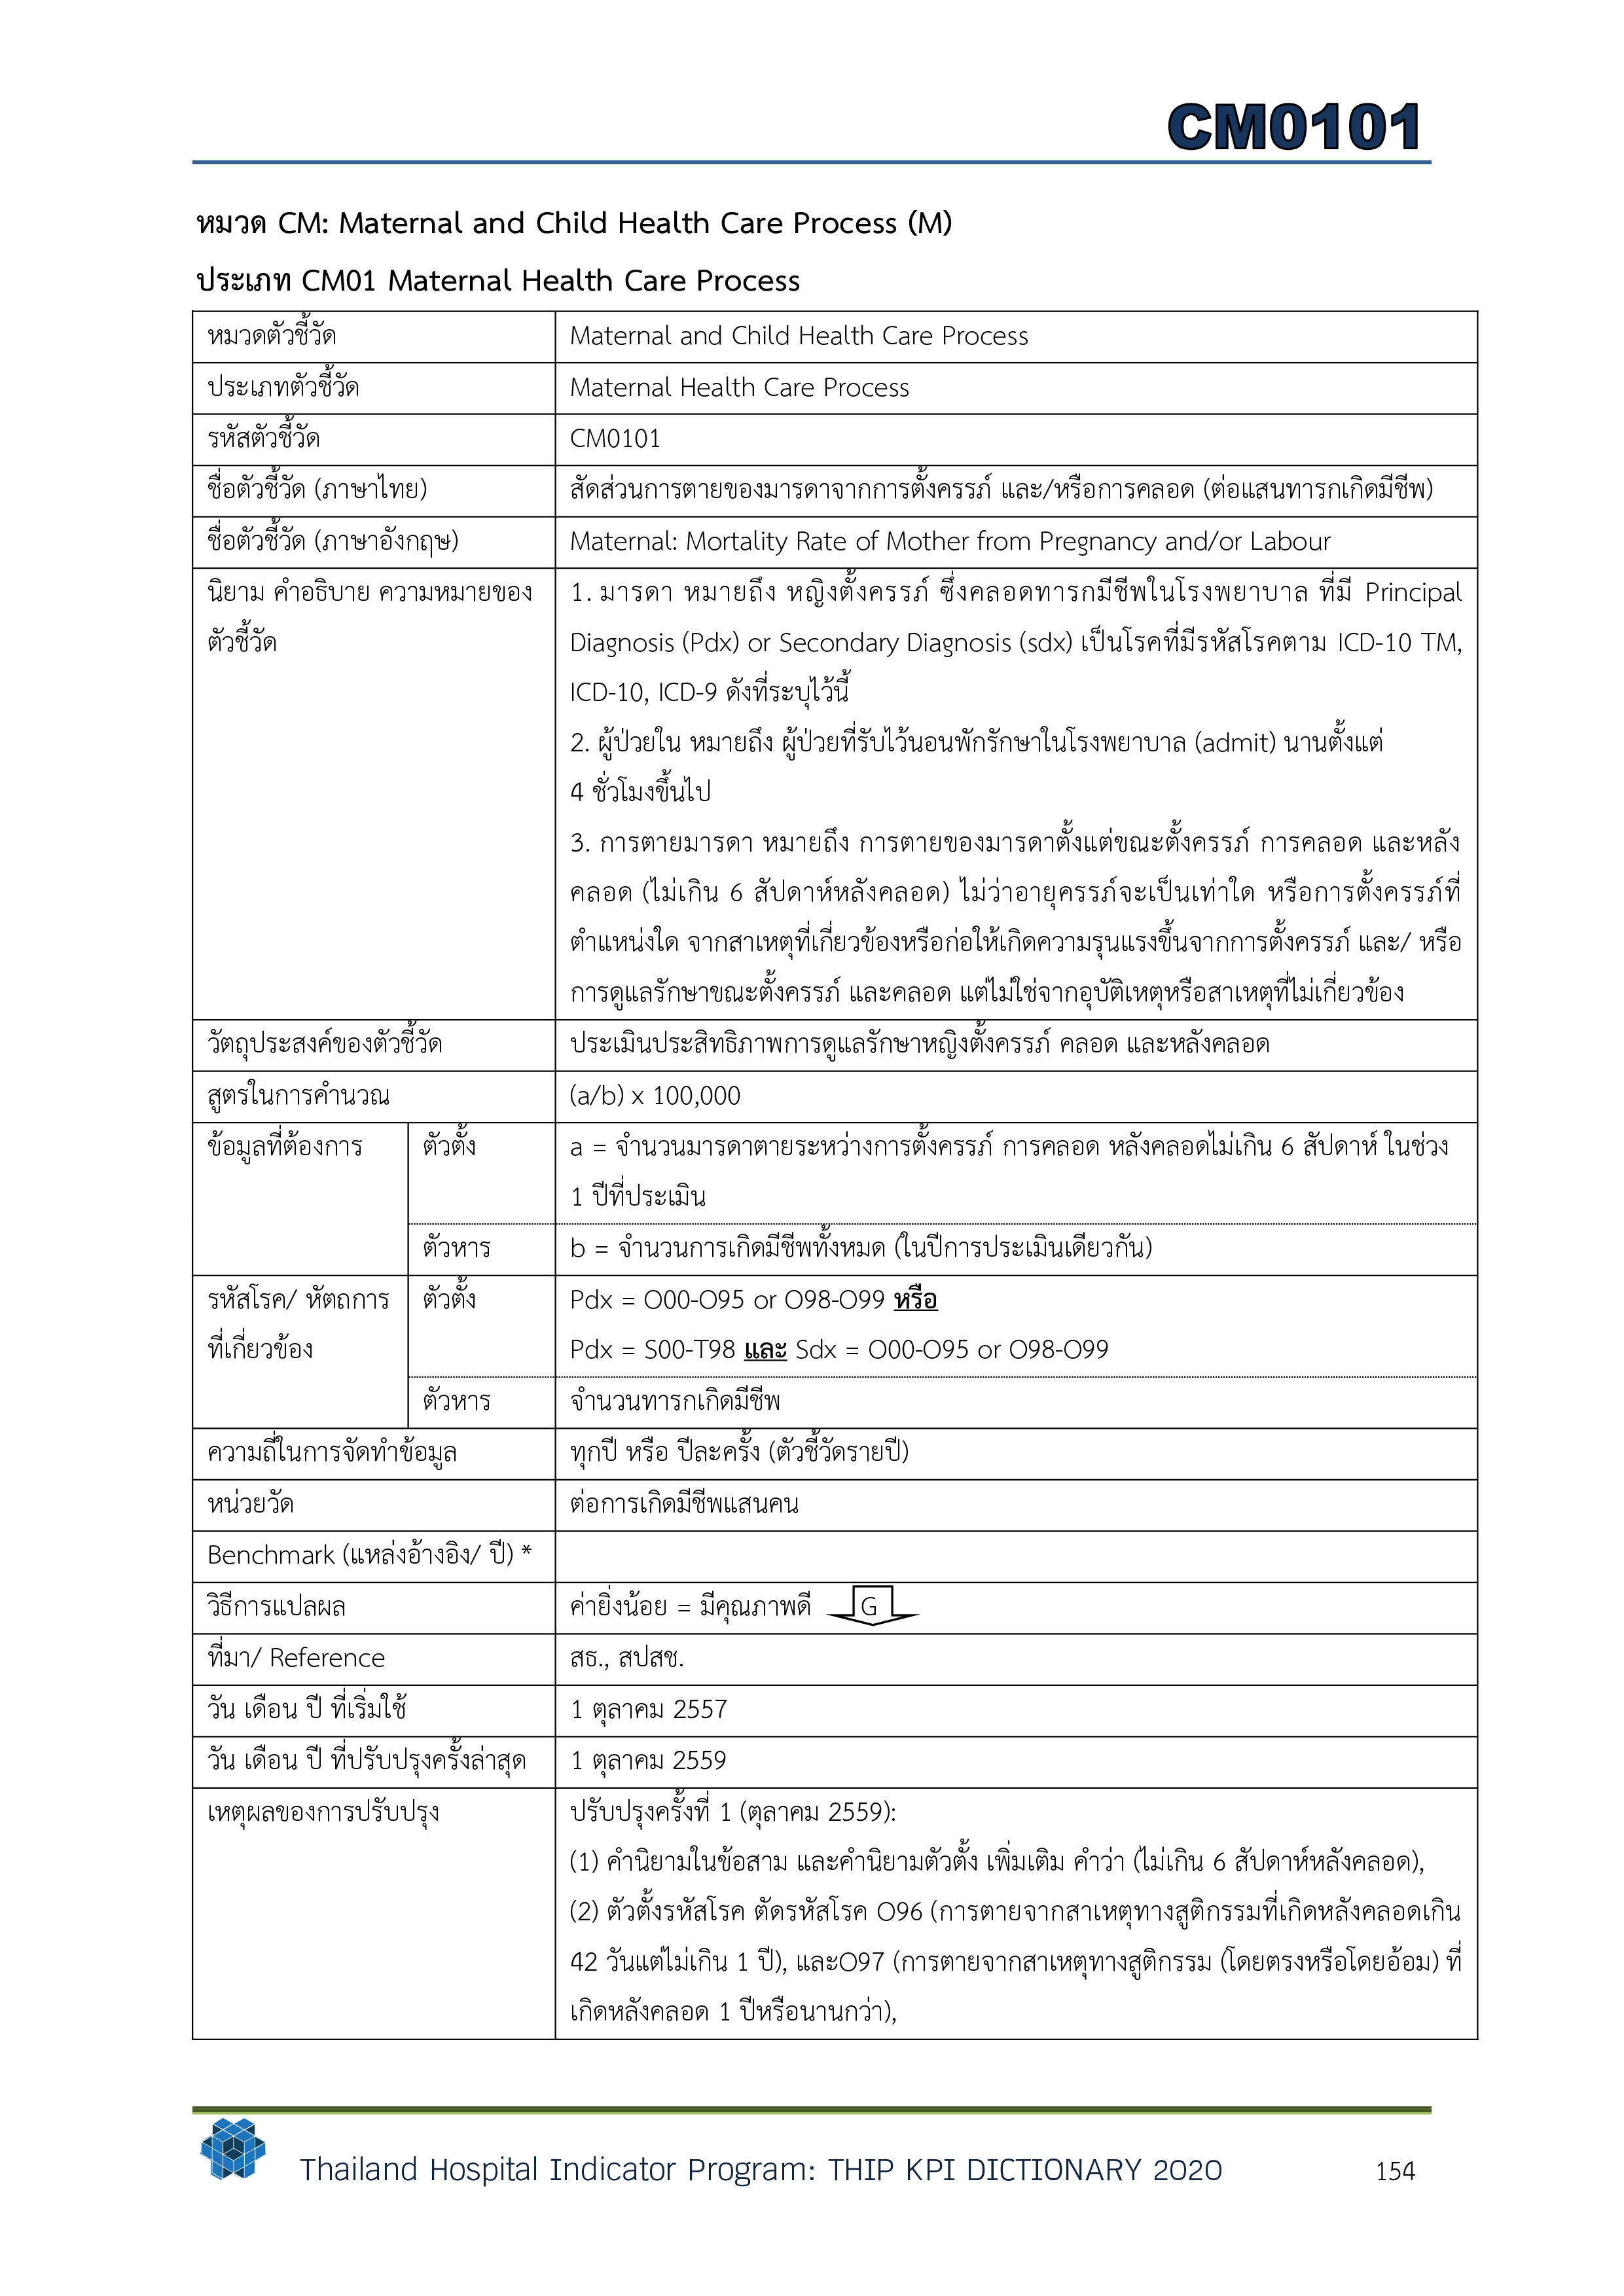 CM0101
หมวด CM: Maternal and Child Health Care Process (M)
ประเภท CM01 Maternal Health Care Process
หมวดตัวชี้วัด Maternal and Child Health Care Process
ประเภทตัวชี้วัด Maternal Health Care Process
รหัสตัวชี้วัด CM0101
ชื่อตัวชี้วัด (ภาษาไทย) สัดส่วนการตายของมารดาจากการตั้งครรภ์ และ/หรือการคลอด (ต่อแสนทารกเกิดมีชีพ)
ชื่อตัวชี้วัด (ภาษาอังกฤษ) Maternal: Mortality Rate of Mother from Pregnancy and/or Labour
นิยาม คำอธิบาย ความหมายของ 1. มารดา หมายถึง หญิงตั้งครรภ์ ซึ่งคลอดทารกมีชีพในโรงพยาบาล ที่มี Principal
ตัวชี้วัด Diagnosis (Pdx) or Secondary Diagnosis (sdx) เป็นโรคที่มีรหัสโรคตาม ICD-10 TM,
ICD-10, ICD-9 ดังที่ระบุไว้นี้
2. ผู้ป่วยใน หมายถึง ผู้ป่วยที่รับไว้นอนพักรักษาในโรงพยาบาล (admit) นานตั้งแต่
4 ชั่วโมงขึ้นไป
3. การตายมารดา หมายถึง การตายของมารดาตั้งแต่ขณะตั้งครรภ์ การคลอด และหลัง
คลอด (ไม่เกิน 6 สัปดาห์หลังคลอด) ไม่ว่าอายุครรภ์จะเป็นเท่าใด หรือการตั้งครรภ์ที่
ตำแหน่งใด จากสาเหตุที่เกี่ยวข้องหรือก่อให้เกิดความรุนแรงขึ้นจากการตั้งครรภ์ และ/ หรือ
การดูแลรักษาขณะตั้งครรภ์ และคลอด แต่ไม่ใช่จากอุบัติเหตุหรือสาเหตุที่ไม่เกี่ยวข้อง
วัตถุประสงค์ของตัวชี้วัด ประเมินประสิทธิภาพการดูแลรักษาหญิงตั้งครรภ์ คลอด และหลังคลอด
สูตรในการคำนวณ (a/b) x 100,000
ข้อมูลที่ต้องการ ตัวตั้ง a = จำนวนมารดาตายระหว่างการตั้งครรภ์ การคลอด หลังคลอดไม่เกิน 6 สัปดาห์ ในช่วง
1 ปีที่ประเมิน
ตัวหาร b = จำนวนการเกิดมีชีพทั้งหมด (ในปีการประเมินเดียวกัน)
รหัสโรค/ หัตถการ ตัวตั้ง Pdx = O00-O95 or O98-O99 หรือ
ที่เกี่ยวข้อง Pdx = S00-T98 และ Sdx = O00-O95 or O98-O99
ตัวหาร จำนวนทารกเกิดมีชีพ
ความถี่ในการจัดทำข้อมูล ทุกปี หรือ ปีละครั้ง (ตัวชี้วัดรายปี)
หน่วยวัด ต่อการเกิดมีชีพแสนคน
Benchmark (แหล่งอ้างอิง/ ปี) *
วิธีการแปลผล ค่ายิ่งน้อย = มีคุณภาพดี G
ที่มา/ Reference สธ., สปสช.
วัน เดือน ปี ที่เริ่มใช้ 1 ตุลาคม 2557
วัน เดือน ปี ที่ปรับปรุงครั้งล่าสุด 1 ตุลาคม 2559
เหตุผลของการปรับปรุง ปรับปรุงครั้งที่ 1 (ตุลาคม 2559):
(1) คำนิยามในข้อสาม และคำนิยามตัวตั้ง เพิ่มเติม คำว่า (ไม่เกิน 6 สัปดาห์หลังคลอด),
(2) ตัวตั้งรหัสโรค ตัดรหัสโรค O96 (การตายจากสาเหตุทางสูติกรรมที่เกิดหลังคลอดเกิน
42 วันแต่ไม่เกิน 1 ปี), และO97 (การตายจากสาเหตุทางสูติกรรม (โดยตรงหรือโดยอ้อม) ที่
เกิดหลังคลอด 1 ปีหรือนานกว่า),
Thailand Hospital Indicator Program: THIP KPI DICTIONARY 2020 154